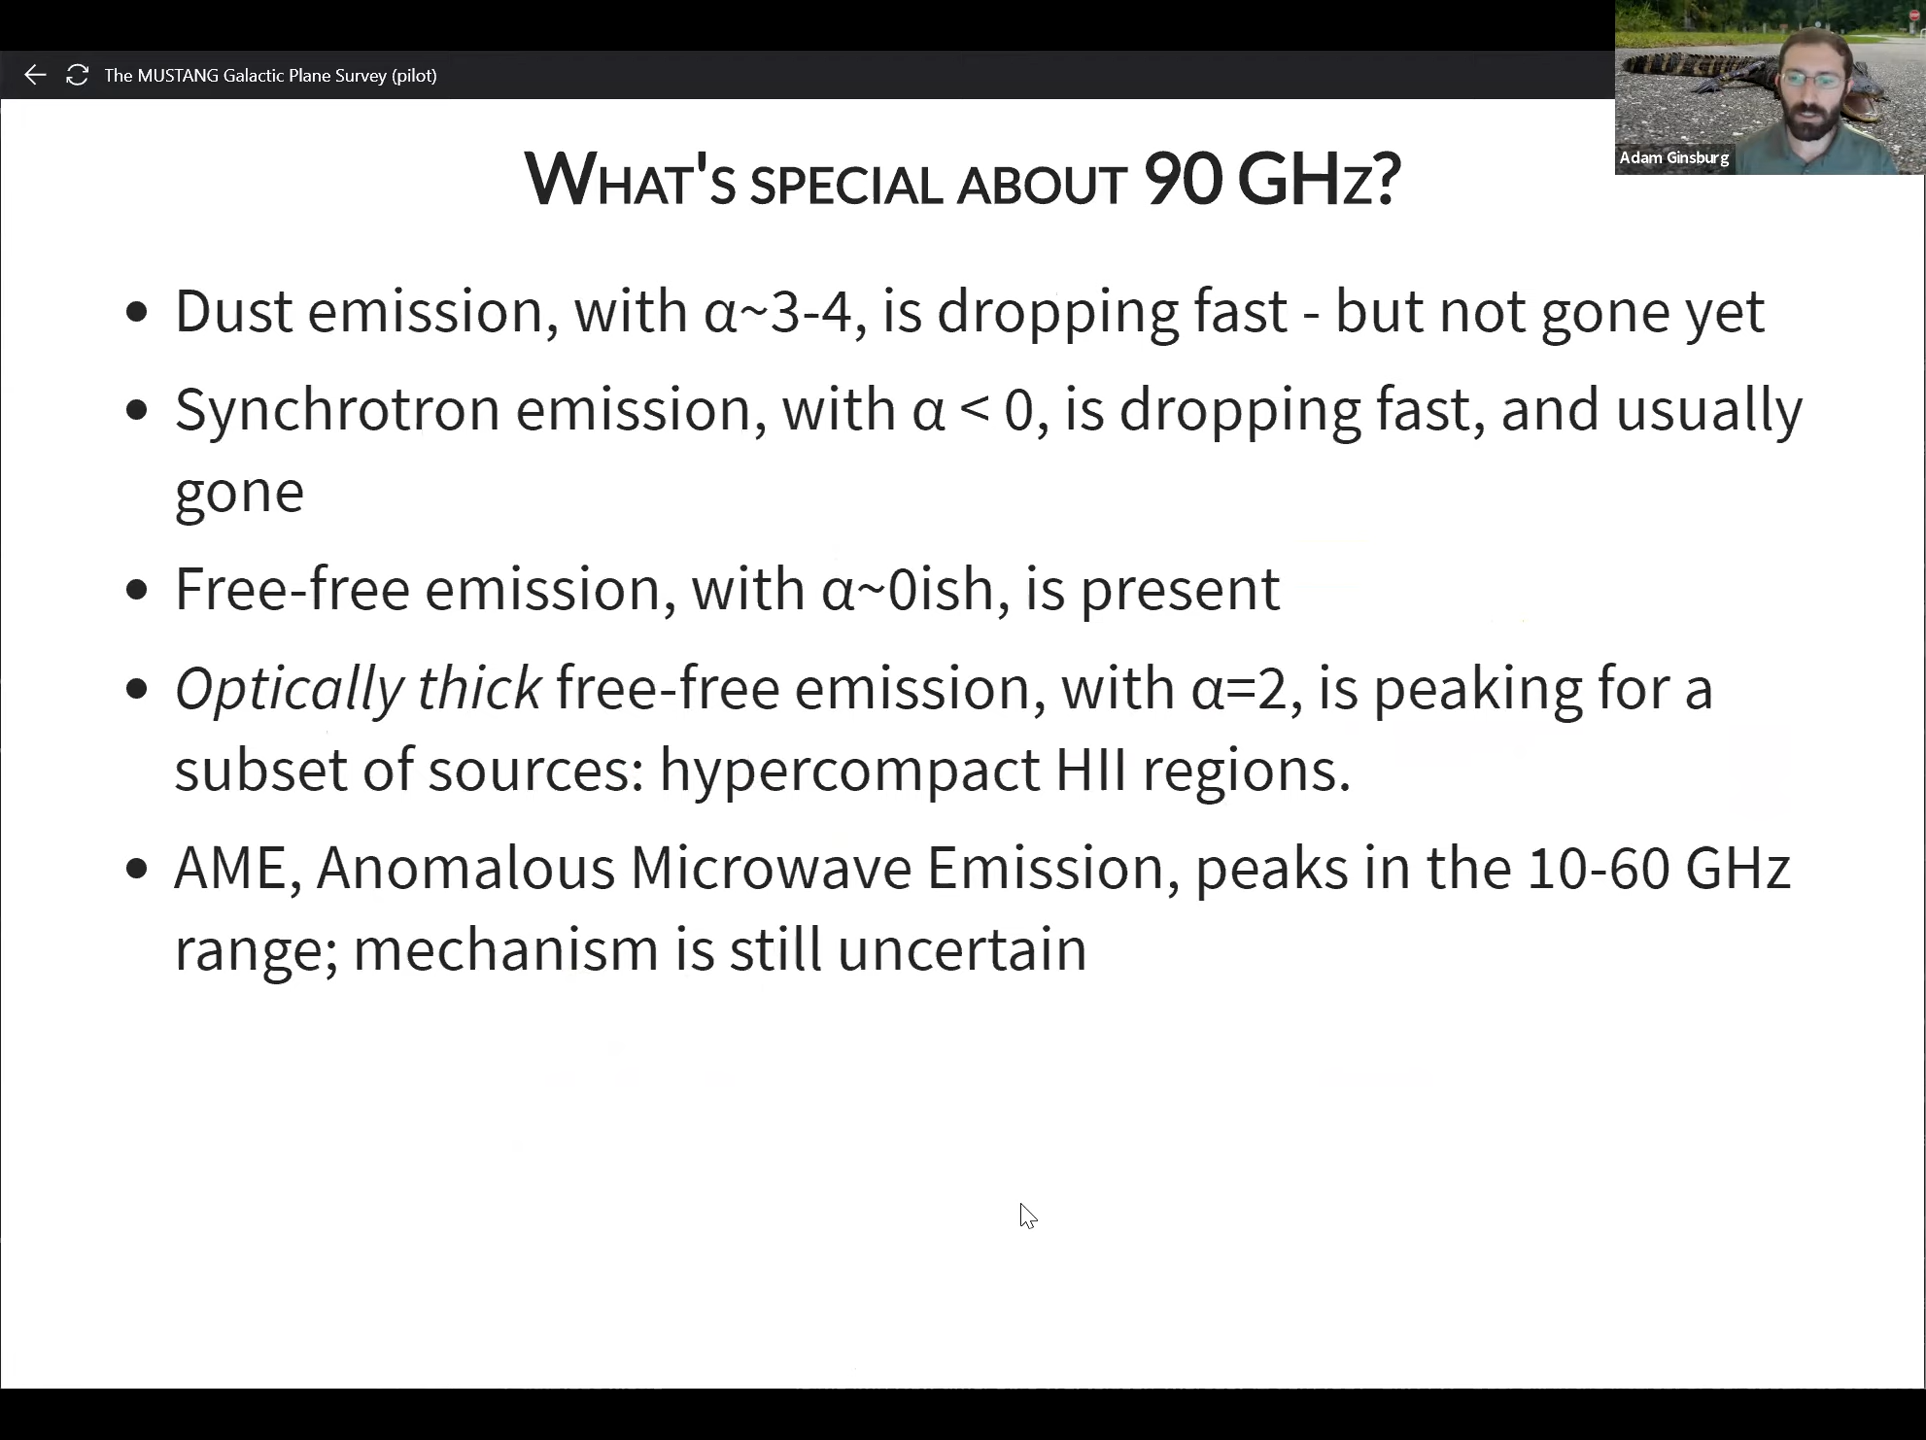 The MUSTANG Galactic Plane Survey (pilot)
Adam Ginsburg
What's special about 90 GHz?
• Dust emission, with α~3-4, is dropping fast - but not gone yet
• Synchrotron emission, with α < 0, is dropping fast, and usually
gone
• Free-free emission, with α~0ish, is present
• Optically thick free-free emission, with α=2, is peaking for a
subset of sources: hypercompact HII regions.
• AME, Anomalous Microwave Emission, peaks in the 10-60 GHz
range; mechanism is still uncertain